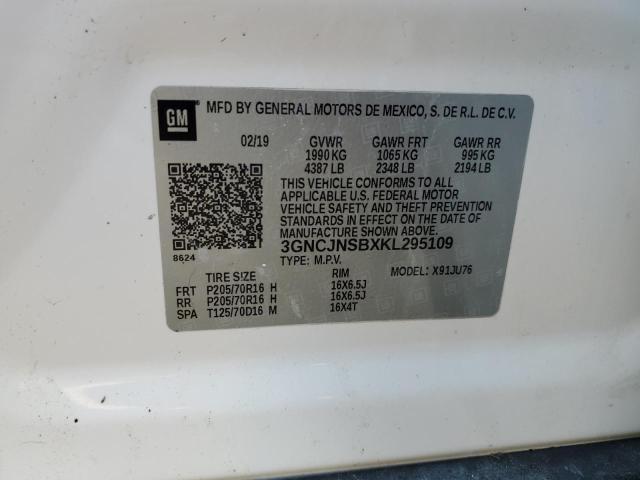 GM
MFD BY GENERAL MOTORS DE MEXICO, S. DE R.L. DE C.V.
02/19 GVWR GAWR FRT GAWR RR
1990 KG 1065 KG 995 KG
4387 LB 2348 LB 2194 LB
THIS VEHICLE CONFORMS TO ALL
APPLICABLE U.S. FEDERAL MOTOR
VEHICLE SAFETY AND THEFT PREVENTION
STANDARDS IN EFFECT ON THE DATE OF
MANUFACTURE SHOWN ABOVE.
3GNCJNSBXKL295109
8624
TYPE: M.P.V. MODEL: X91JU76
TIRE SIZE RIM
FRT P205/70R16 H 16X6.5J
RR P205/70R16 H 16X6.5J
SPA T125/70D16 M 16X4T